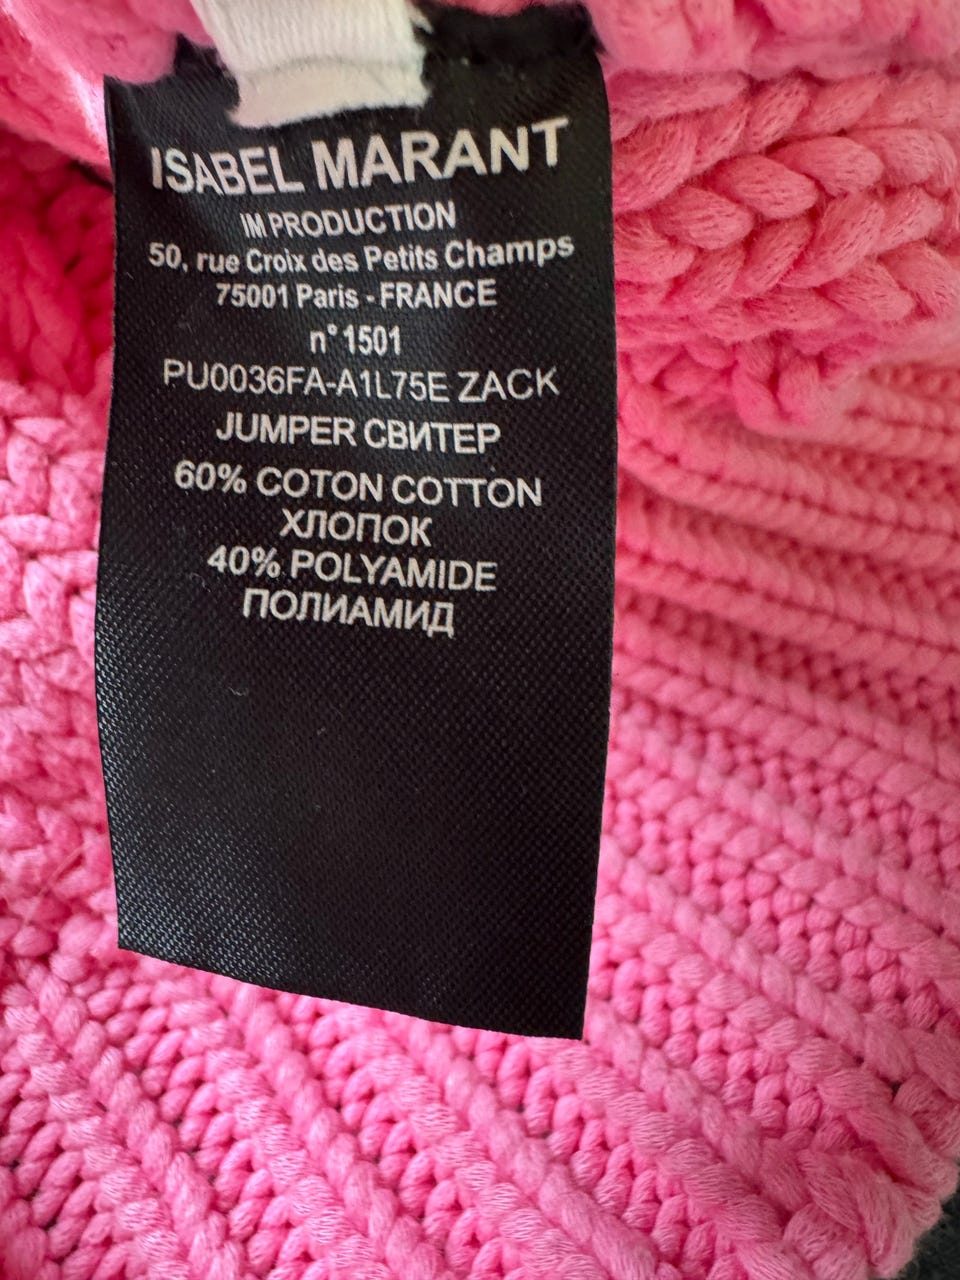 ISABEL MARANT
IM PRODUCTION
50, rue Croix des Petits Champs
75001 Paris - FRANCE
n° 1501
PU0036FA-A1L75E ZACK
JUMPER СВИТЕР
60% COTON COTTON
ХЛОПОК
40% POLYAMIDE
ПОЛИАМИД